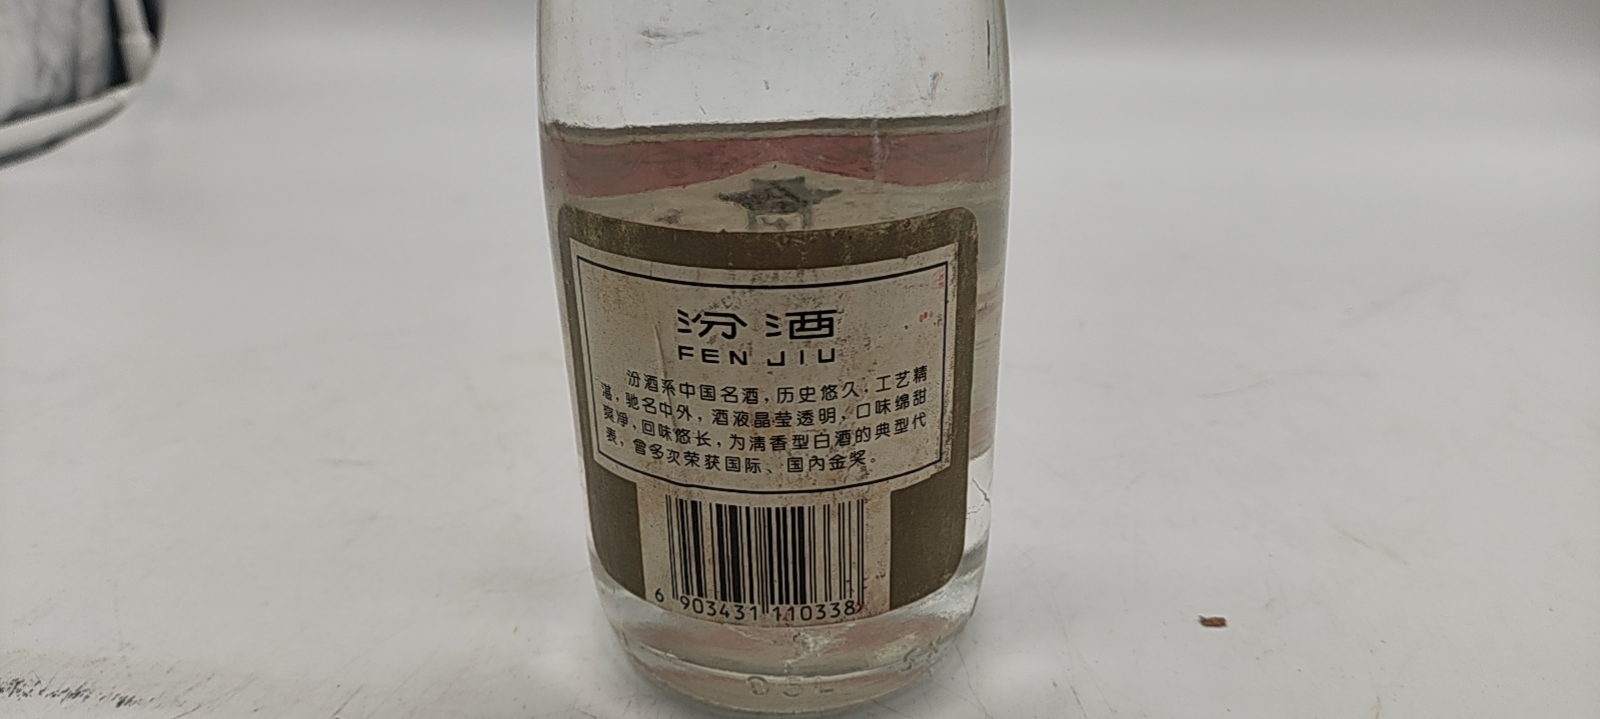 汾酒
FEN JIU
汾酒系中国名酒，历史悠久，工艺精
湛，驰名中外，酒液晶莹透明，口味绵甜
爽净，回味悠长，为清香型白酒的典型代
表，曾多次荣获国际、国内金奖。
6 903431 110338